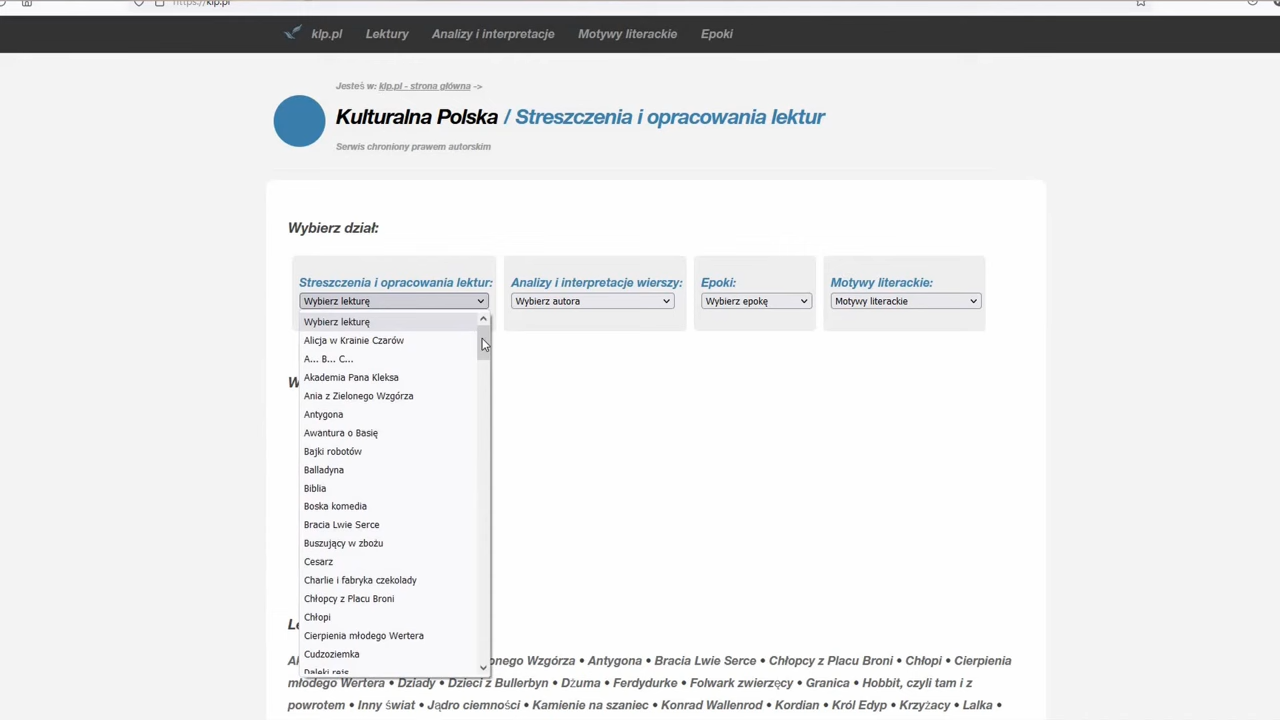 https://klp.pl
klp.pl Lektury Analizy i interpretacje Motywy literackie Epoki
Jesteś w: klp.pl - strona główna ->
Kulturalna Polska / Streszczenia i opracowania lektur
Serwis chroniony prawem autorskim
Wybierz dział:
Streszczenia i opracowania lektur: Analizy i interpretacje wierszy: Epoki: Motywy literackie:
Wybierz lekturę Wybierz autora Wybierz epokę Motywy literackie
Wybierz lekturę
Alicja w Krainie Czarów
A... B... C...
Akademia Pana Kleksa
Ania z Zielonego Wzgórza
Antygona
Awantura o Basię
Bajki robotów
Balladyna
Biblia
Boska komedia
Bracia Lwie Serce
Buszujący w zbożu
Cesarz
Charlie i fabryka czekolady
Chłopcy z Placu Broni
Chłopi
Cierpienia młodego Wertera
Cudzoziemka
Daleki rejs
onego Wzgórza • Antygona • Bracia Lwie Serce • Chłopcy z Placu Broni • Chłopi • Cierpienia
młodego Wertera • Dziady • Dzieci z Bullerbyn • Dżuma • Ferdydurke • Folwark zwierzęcy • Granica • Hobbit, czyli tam i z
powrotem • Inny świat • Jądro ciemności • Kamienie na szaniec • Konrad Wallenrod • Kordian • Król Edyp • Krzyżacy • Lalka •